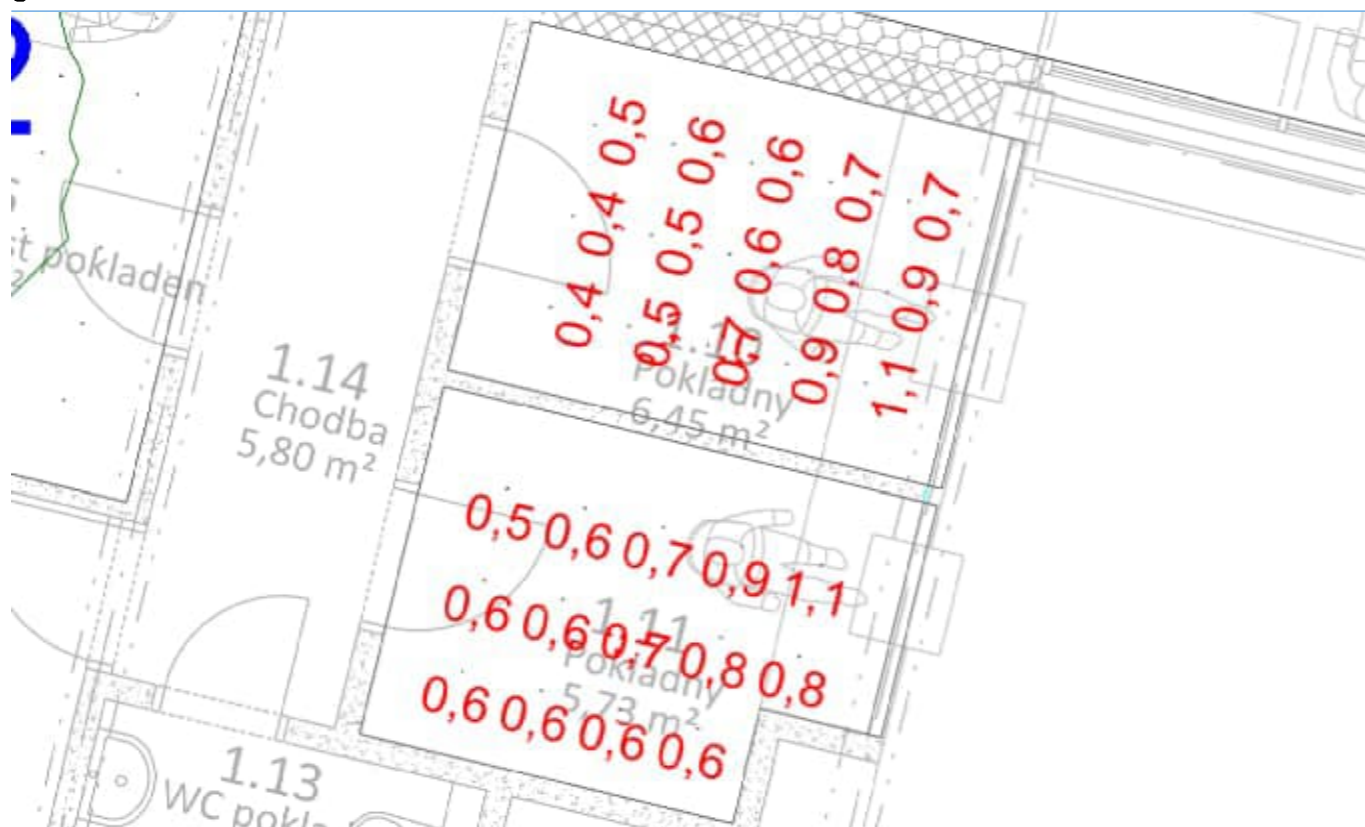 0,4 0,4 0,5
0,5 0,5 0,6
0,7 0,6 0,6
0,9 0,8 0,7
1,1 0,9 0,7
st pokladen
1.14
Chodba
5,80 m²
Pokladny
6,45 m²
0,5 0,6 0,7 0,9 1,1
0,6 0,6 0,7 0,8 0,8
0,6 0,6 0,6 0,6
1.11
Pokladny
5,73 m²
1.13
WC pokla